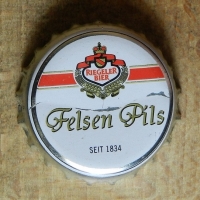 RIEGELER
BIER
Felsen Pils
SEIT 1834